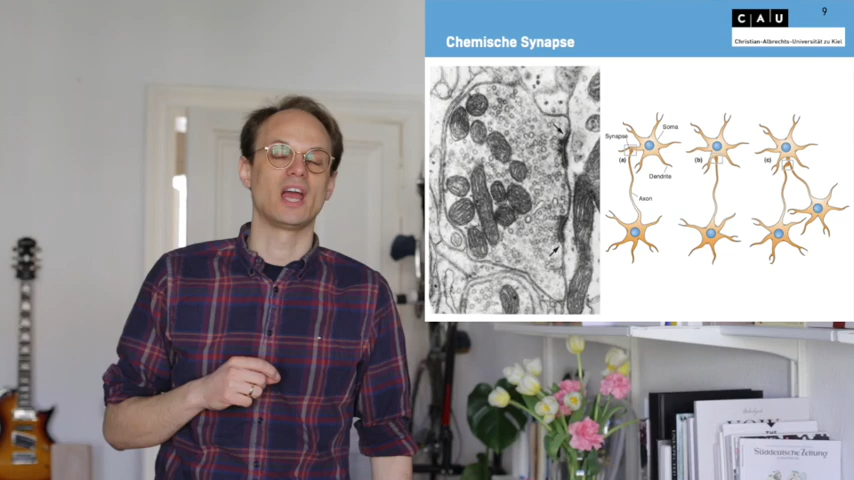 9
C A U
Christian-Albrechts-Universität zu Kiel
Chemische Synapse
Synapse
Soma
(a)
(b)
(c)
Dendrite
Axon
Süddeutsche Zeitung